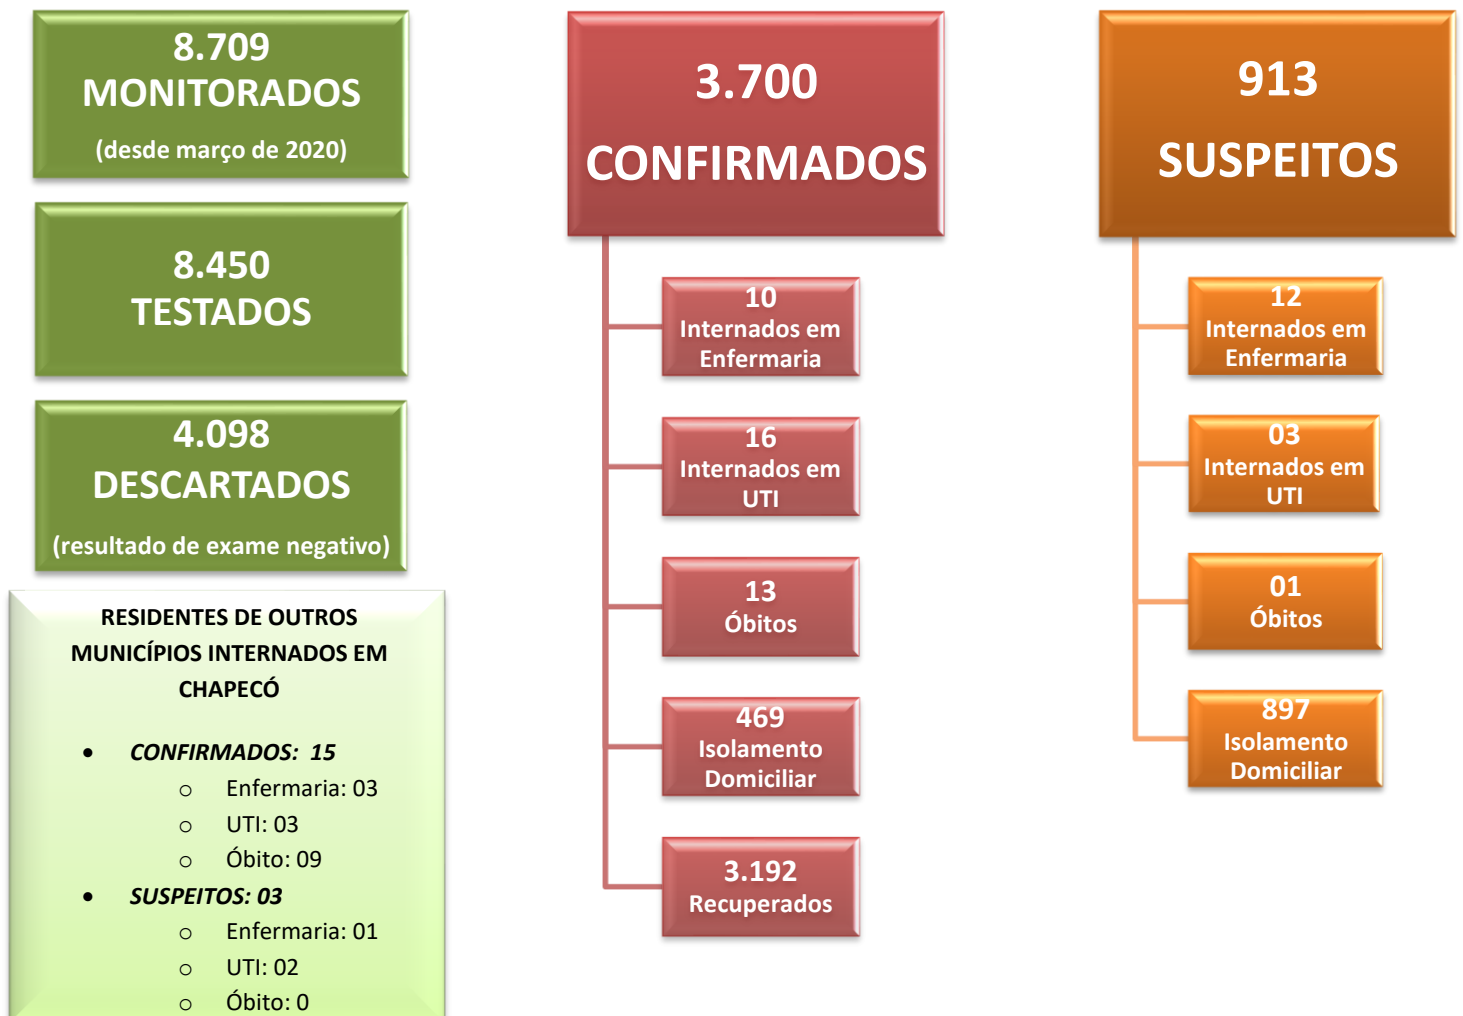 8.709
MONITORADOS
(desde março de 2020)
8.450
TESTADOS
4.098
DESCARTADOS
(resultado de exame negativo)
RESIDENTES DE OUTROS
MUNICÍPIOS INTERNADOS EM
CHAPECÓ
• CONFIRMADOS: 15
o Enfermaria: 03
o UTI: 03
o Óbito: 09
• SUSPEITOS: 03
o Enfermaria: 01
o UTI: 02
o Óbito: 0
3.700
CONFIRMADOS
10
Internados em
Enfermaria
16
Internados em
UTI
13
Óbitos
469
Isolamento
Domiciliar
3.192
Recuperados
913
SUSPEITOS
12
Internados em
Enfermaria
03
Internados em
UTI
01
Óbitos
897
Isolamento
Domiciliar